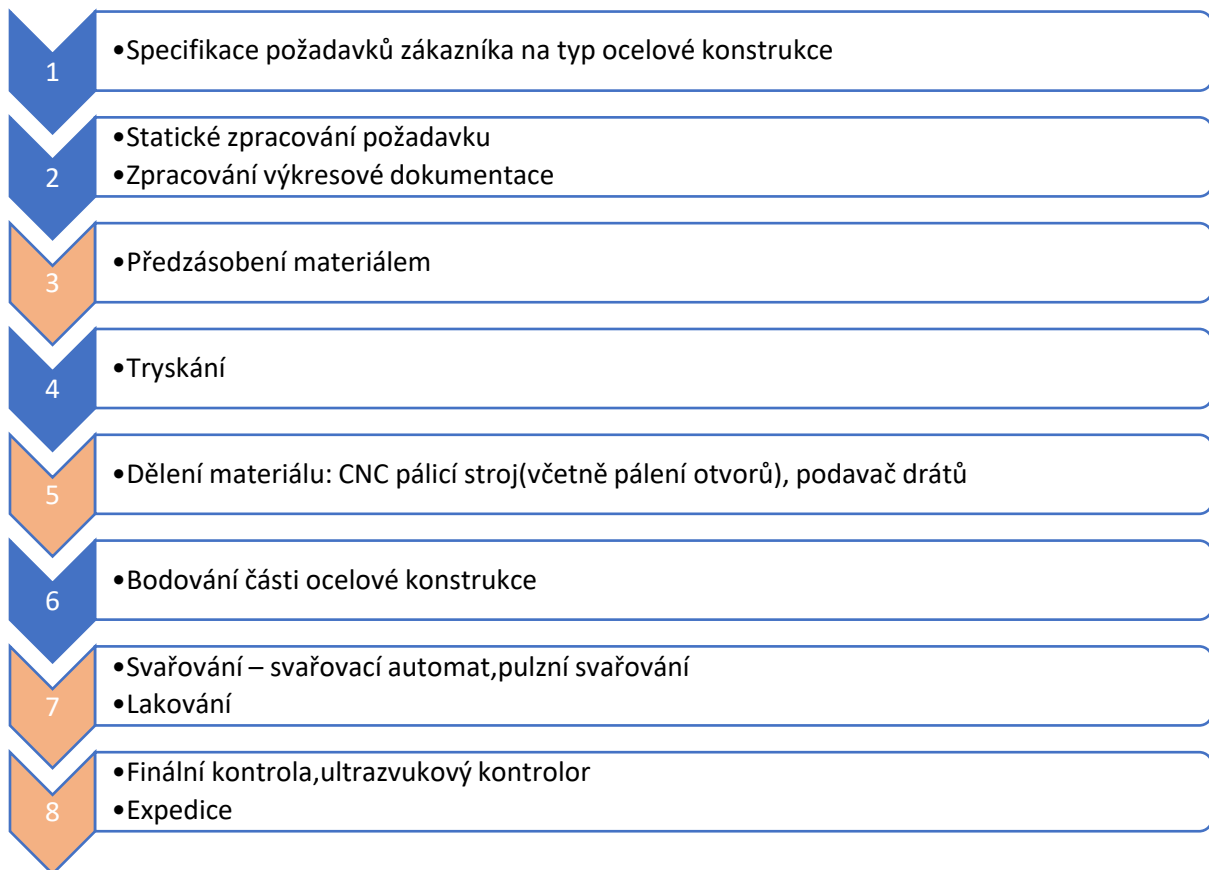 1
•Specifikace požadavků zákazníka na typ ocelové konstrukce
2
•Statické zpracování požadavku
•Zpracování výkresové dokumentace
3
•Předzásobení materiálem
4
•Tryskání
5
•Dělení materiálu: CNC pálicí stroj(včetně pálení otvorů), podavač drátů
6
•Bodování části ocelové konstrukce
7
•Svařování – svařovací automat,pulzní svařování
•Lakování
8
•Finální kontrola,ultrazvukový kontrolor
•Expedice